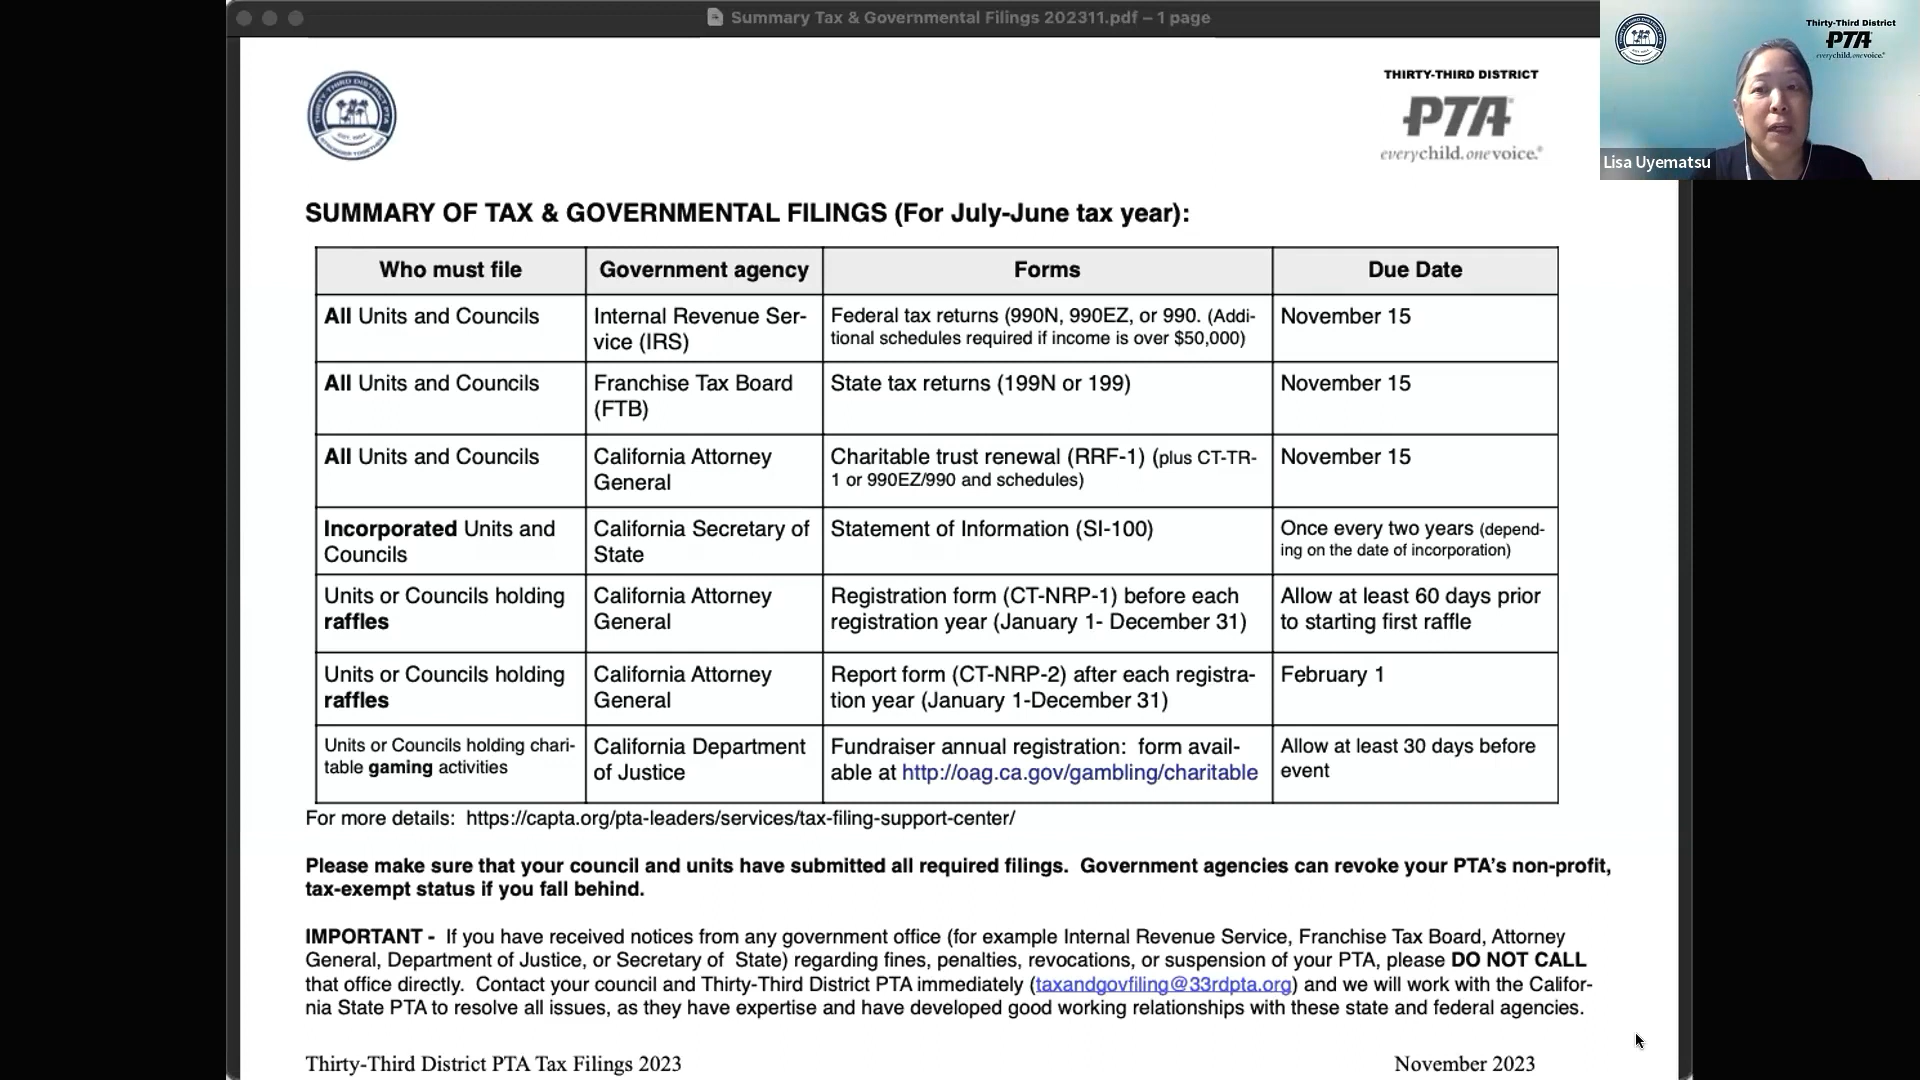 Summary Tax & Governmental Filings 202311.pdf – 1 page
Thirty-Third District
PTA
everychild.onevoice.
Lisa Uyematsu
THIRTY-THIRD DISTRICT PTA
STRONGER TOGETHER
THIRTY-THIRD DISTRICT
PTA
everychild.onevoice.®
SUMMARY OF TAX & GOVERNMENTAL FILINGS (For July-June tax year):
Who must file Government agency Forms Due Date
All Units and Councils Internal Revenue Ser- Federal tax returns (990N, 990EZ, or 990. (Addi- November 15
vice (IRS) tional schedules required if income is over $50,000)
All Units and Councils Franchise Tax Board State tax returns (199N or 199) November 15
(FTB)
All Units and Councils California Attorney Charitable trust renewal (RRF-1) (plus CT-TR- November 15
General 1 or 990EZ/990 and schedules)
Incorporated Units and California Secretary of Statement of Information (SI-100) Once every two years (depend-
Councils State ing on the date of incorporation)
Units or Councils holding California Attorney Registration form (CT-NRP-1) before each Allow at least 60 days prior
raffles General registration year (January 1- December 31) to starting first raffle
Units or Councils holding California Attorney Report form (CT-NRP-2) after each registra- February 1
raffles General tion year (January 1-December 31)
Units or Councils holding chari- California Department Fundraiser annual registration: form avail- Allow at least 30 days before
table gaming activities of Justice able at http://oag.ca.gov/gambling/charitable event
For more details: https://capta.org/pta-leaders/services/tax-filing-support-center/
Please make sure that your council and units have submitted all required filings. Government agencies can revoke your PTA’s non-profit,
tax-exempt status if you fall behind.
IMPORTANT - If you have received notices from any government office (for example Internal Revenue Service, Franchise Tax Board, Attorney
General, Department of Justice, or Secretary of State) regarding fines, penalties, revocations, or suspension of your PTA, please DO NOT CALL
that office directly. Contact your council and Thirty-Third District PTA immediately (taxandgovfiling@33rdpta.org) and we will work with the Califor-
nia State PTA to resolve all issues, as they have expertise and have developed good working relationships with these state and federal agencies.
Thirty-Third District PTA Tax Filings 2023 November 2023